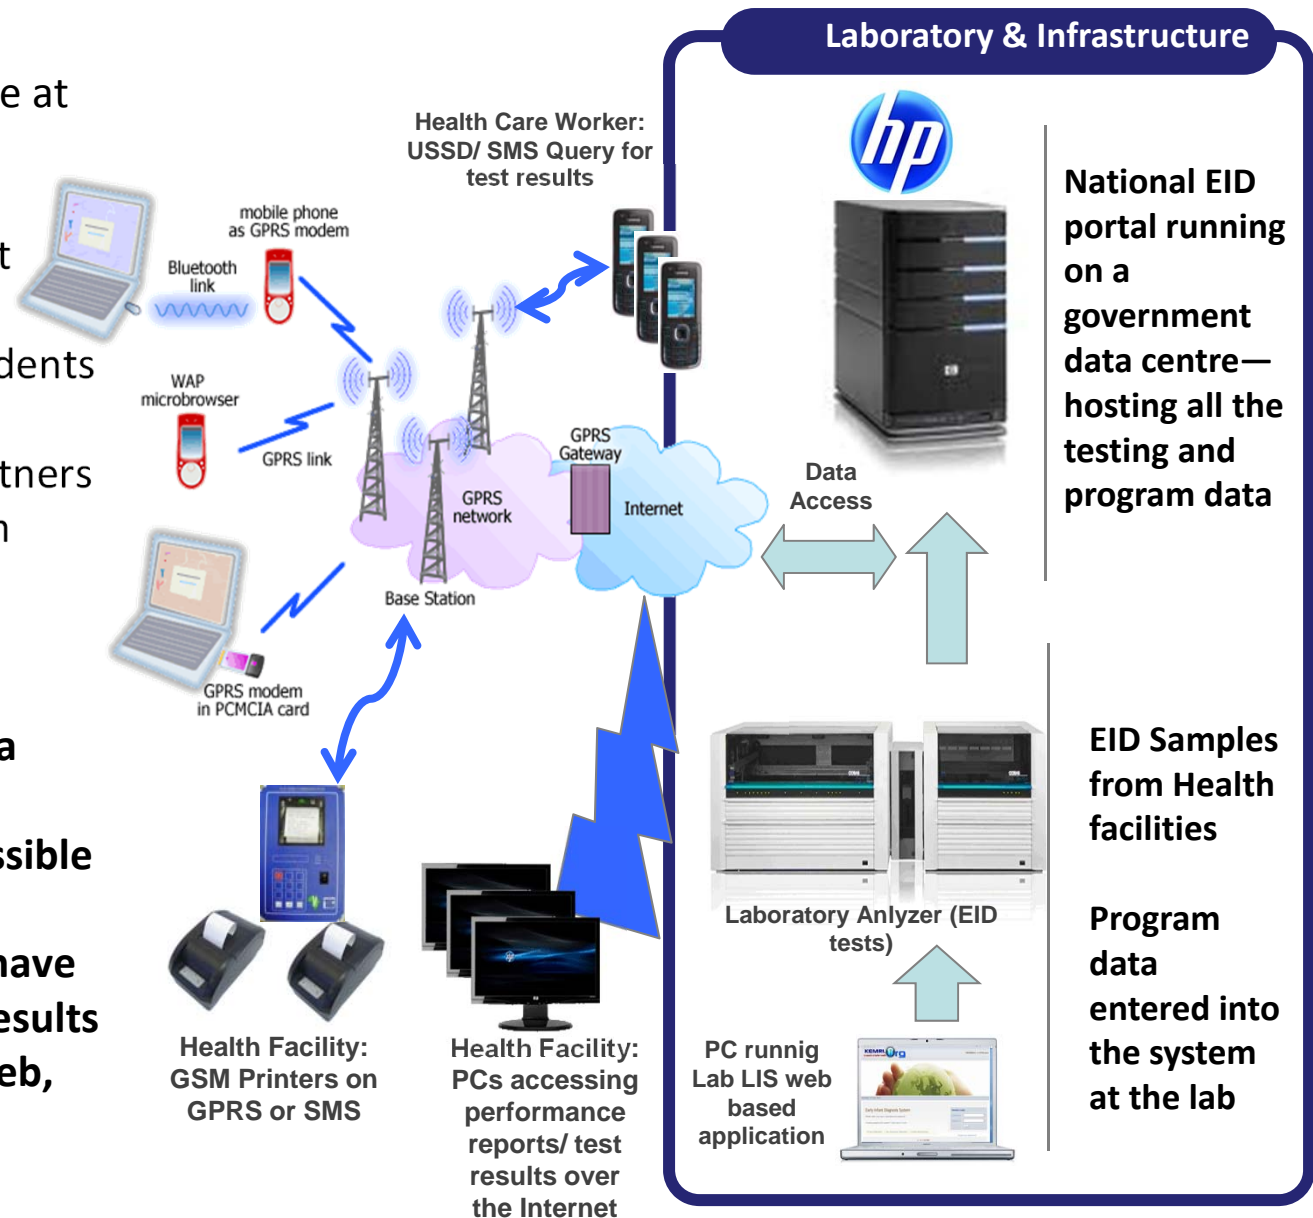 Laboratory & Infrastructure
e at
t
dents
tners
n
a
ssible
have
esults
eb,
Health Care Worker:
USSD/ SMS Query for
test results
mobile phone
as GPRS modem
Bluetooth
link
WAP
microbrowser
GPRS link
GPRS
network
GPRS
Gateway
Internet
Base Station
GPRS modem
in PCMCIA card
Data
Access
hp
National EID
portal running
on a
government
data centre—
hosting all the
testing and
program data
EID Samples
from Health
facilities
Program
data
entered into
the system
at the lab
Laboratory Anlyzer (EID
tests)
PC runnig
Lab LIS web
based
application
Health Facility:
GSM Printers on
GPRS or SMS
Health Facility:
PCs accessing
performance
reports/ test
results over
the Internet